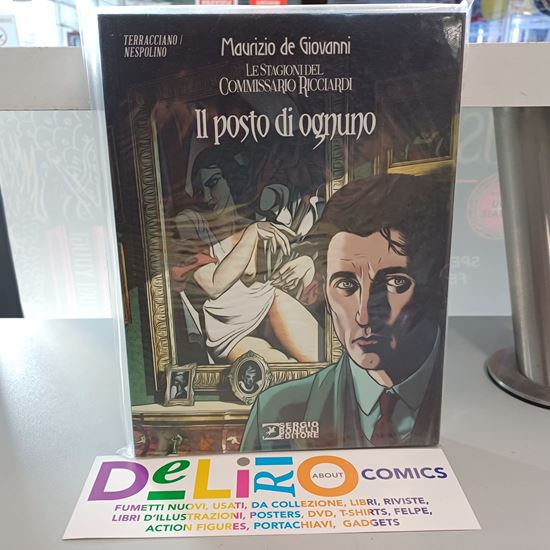 TERRACCIANO /
NESPOLINO
Maurizio de Giovanni
LE STAGIONI DEL
COMMISSARIO RICCIARDI
Il posto di ognuno
SERGIO
BONELLI
EDITORE
DeLiRiO ABOUT COMICS
FUMETTI NUOVI, USATI, DA COLLEZIONE, LIBRI, RIVISTE,
LIBRI D'ILLUSTRAZIONI, POSTERS, DVD, T-SHIRTS, FELPE,
ACTION FIGURES, PORTACHIAVI, GADGETS